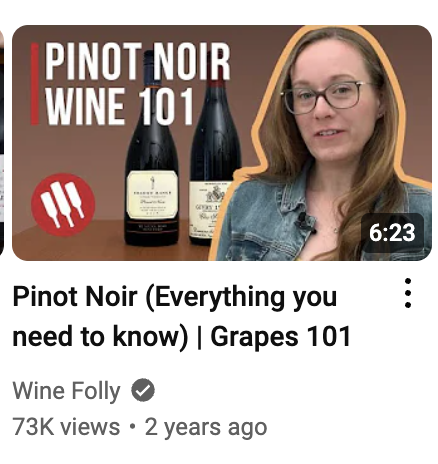 PINOT NOIR
WINE 101
6:23
Pinot Noir (Everything you
need to know) | Grapes 101
Wine Folly
73K views • 2 years ago